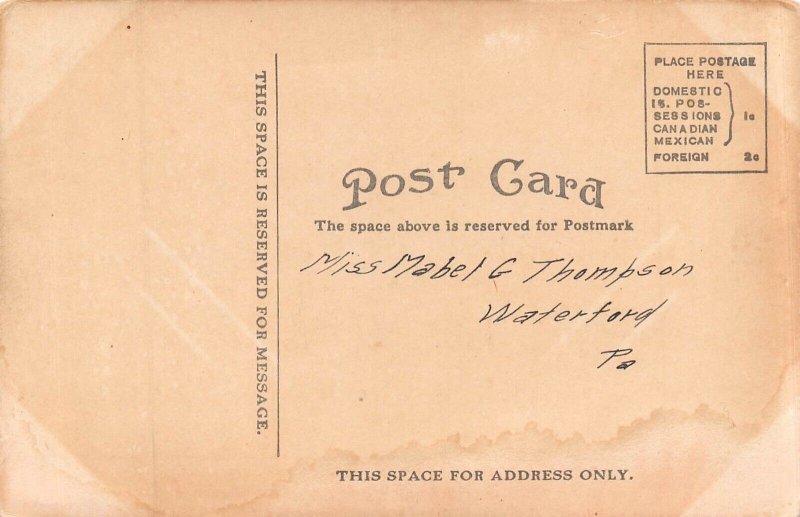 PLACE POSTAGE
HERE
DOMESTIC
IS. POS-
SESSIONS
CANADIAN
MEXICAN
1c
FOREIGN 2c
THIS SPACE IS RESERVED FOR MESSAGE.
Post Card
The space above is reserved for Postmark
Miss Mabel G Thompson
Waterford
Pa
THIS SPACE FOR ADDRESS ONLY.